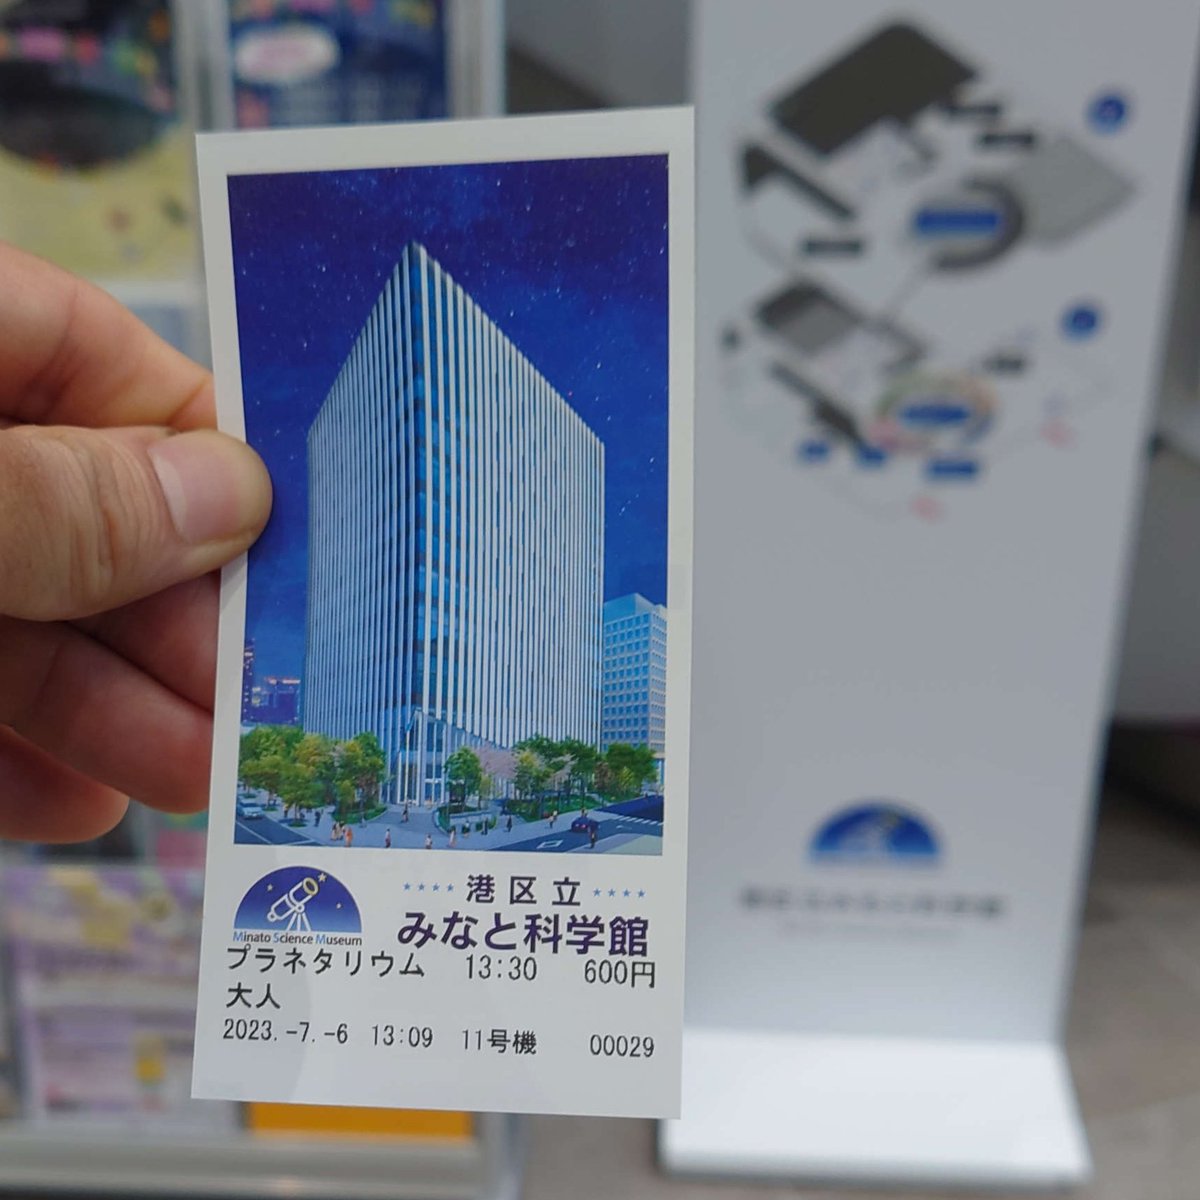 港区立
みなと科学館
Minato Science Museum
プラネタリウム 13:30 600円
大人
2023.-7.-6 13:09 11号機 00029